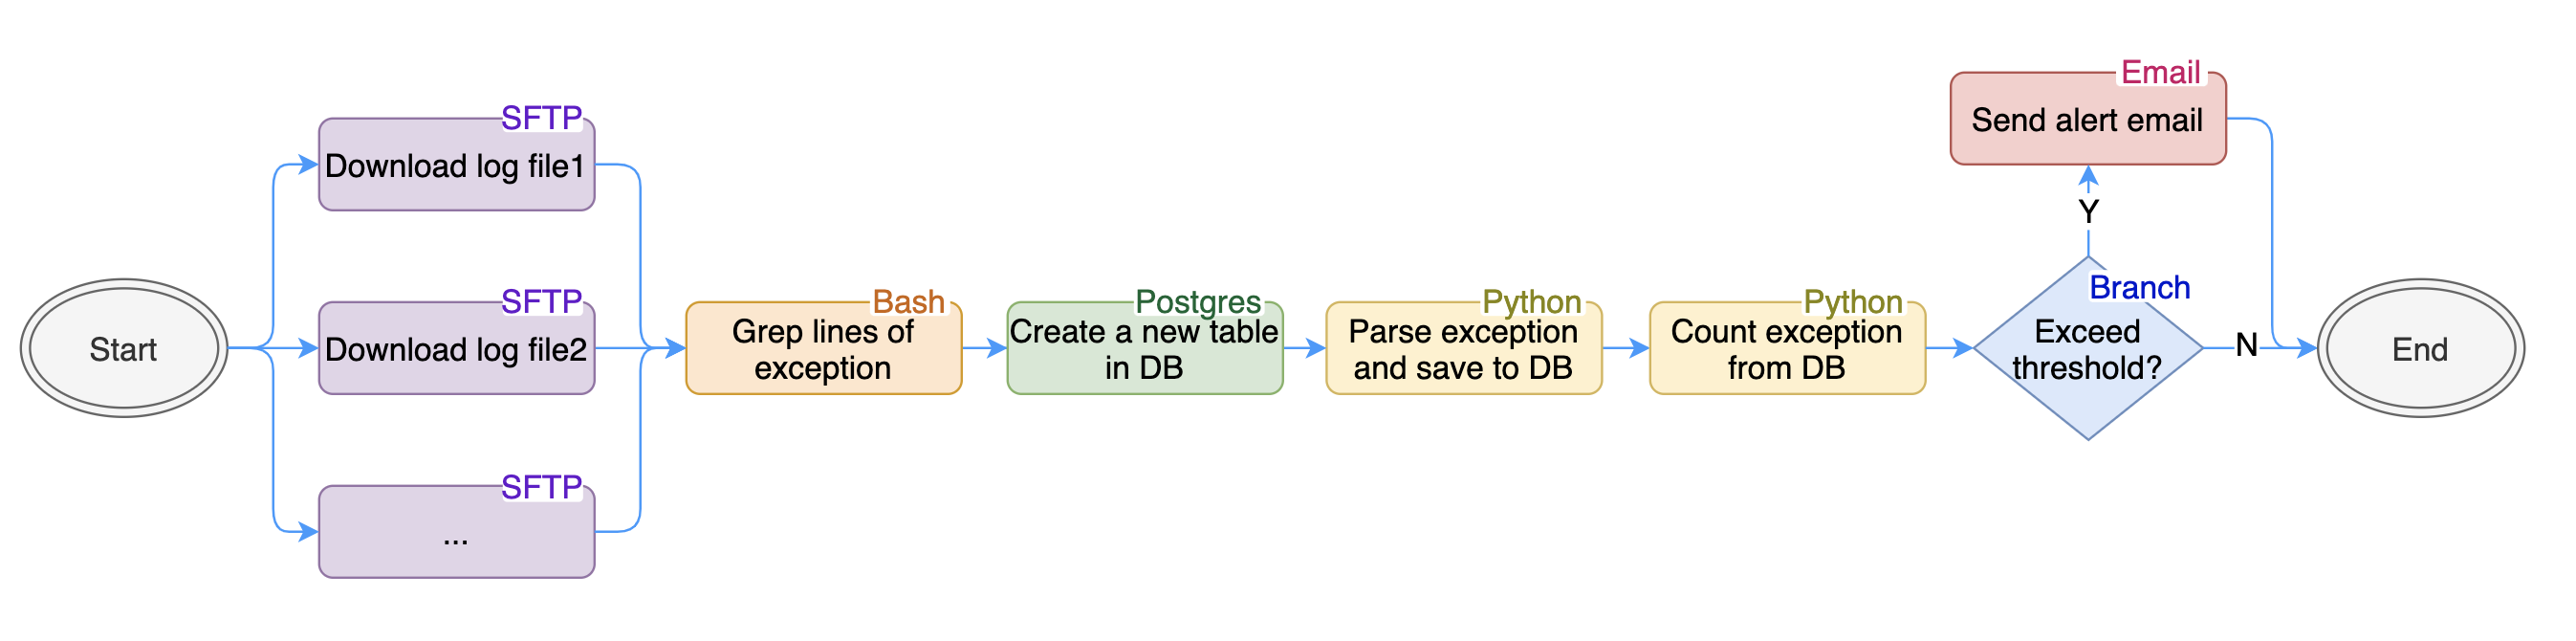 Start
SFTP
Download log file1
SFTP
Download log file2
SFTP
...
Bash
Grep lines of
exception
Postgres
Create a new table
in DB
Python
Parse exception
and save to DB
Python
Count exception
from DB
Branch
Exceed
threshold?
Y
Email
Send alert email
N
End